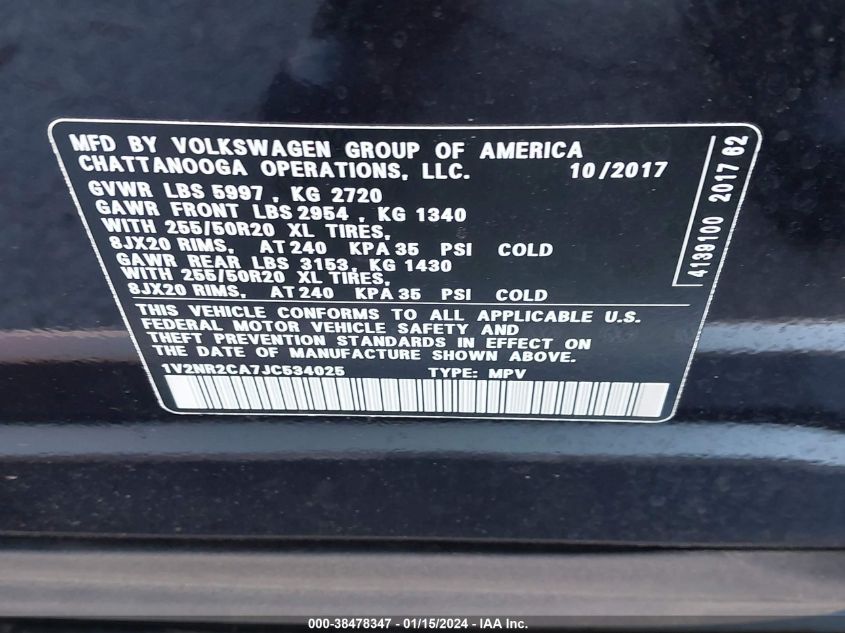 MFD BY VOLKSWAGEN GROUP OF AMERICA
CHATTANOOGA OPERATIONS, LLC. 10/2017
GVWR LBS 5997 , KG 2720
GAWR FRONT LBS 2954 , KG 1340
WITH 255/50R20 XL TIRES,
8JX20 RIMS, AT 240 KPA 35 PSI COLD
GAWR REAR LBS 3153, KG 1430
WITH 255/50R20 XL TIRES,
8JX20 RIMS, AT 240 KPA 35 PSI COLD
THIS VEHICLE CONFORMS TO ALL APPLICABLE U.S.
FEDERAL MOTOR VEHICLE SAFETY AND
THEFT PREVENTION STANDARDS IN EFFECT ON
THE DATE OF MANUFACTURE SHOWN ABOVE.
1V2NR2CA7JC534025 TYPE: MPV
4139100 2017 62
000-38478347 - 01/15/2024 - IAA Inc.